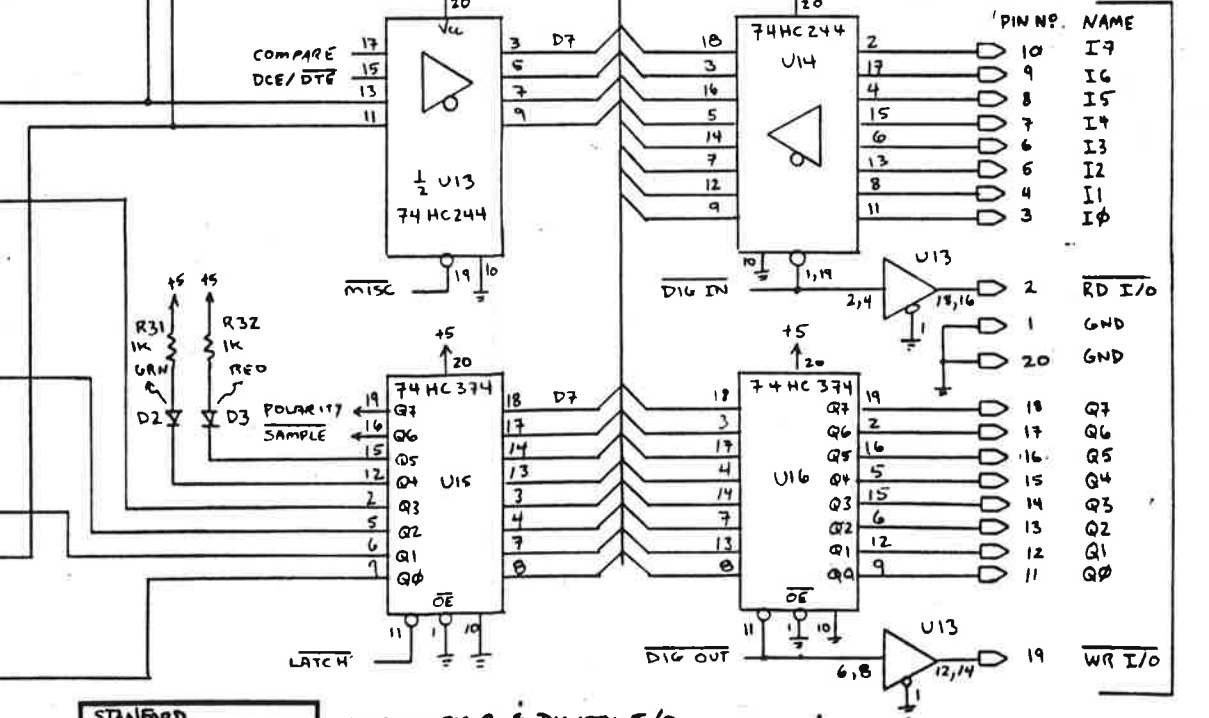 20
Vcc
COMPARE 17
DCE/DTE 15
13
11
3 D7
5
7
9
1/2 U13
74HC244
MISC 19 10
20
74HC244
U14
18 2
3 17
16 4
5 15
14 6
7 13
12 8
9 11
10 1,19
PIN Nº. NAME
10 I7
9 I6
8 I5
7 I4
6 I3
5 I2
4 I1
3 IØ
DIG IN 2,4 U13 18,16 1
2 RD I/O
1 GND
20 GND
+5 +5
R31 R32
1K 1K
GRN RED
D2 D3
+5
20
74HC374
POLARITY 19 Q7 18 D7
SAMPLE 16 Q6 17
15 Q5 14
12 Q4 U15 13
2 Q3 3
5 Q2 4
6 Q1 7
7 QØ 8
OE
11 1 10
LATCH
+5
20
74HC374
18 Q7 19 18 Q7
3 Q6 2 17 Q6
17 Q5 16 16 Q5
4 U16 Q4 5 15 Q4
14 Q3 15 14 Q3
7 Q2 6 13 Q2
13 Q1 12 12 Q1
8 QØ 9 11 QØ
OE
11 1 10
DIG OUT 6,8 U13 12,14 1
19 WR I/O
STANFORD